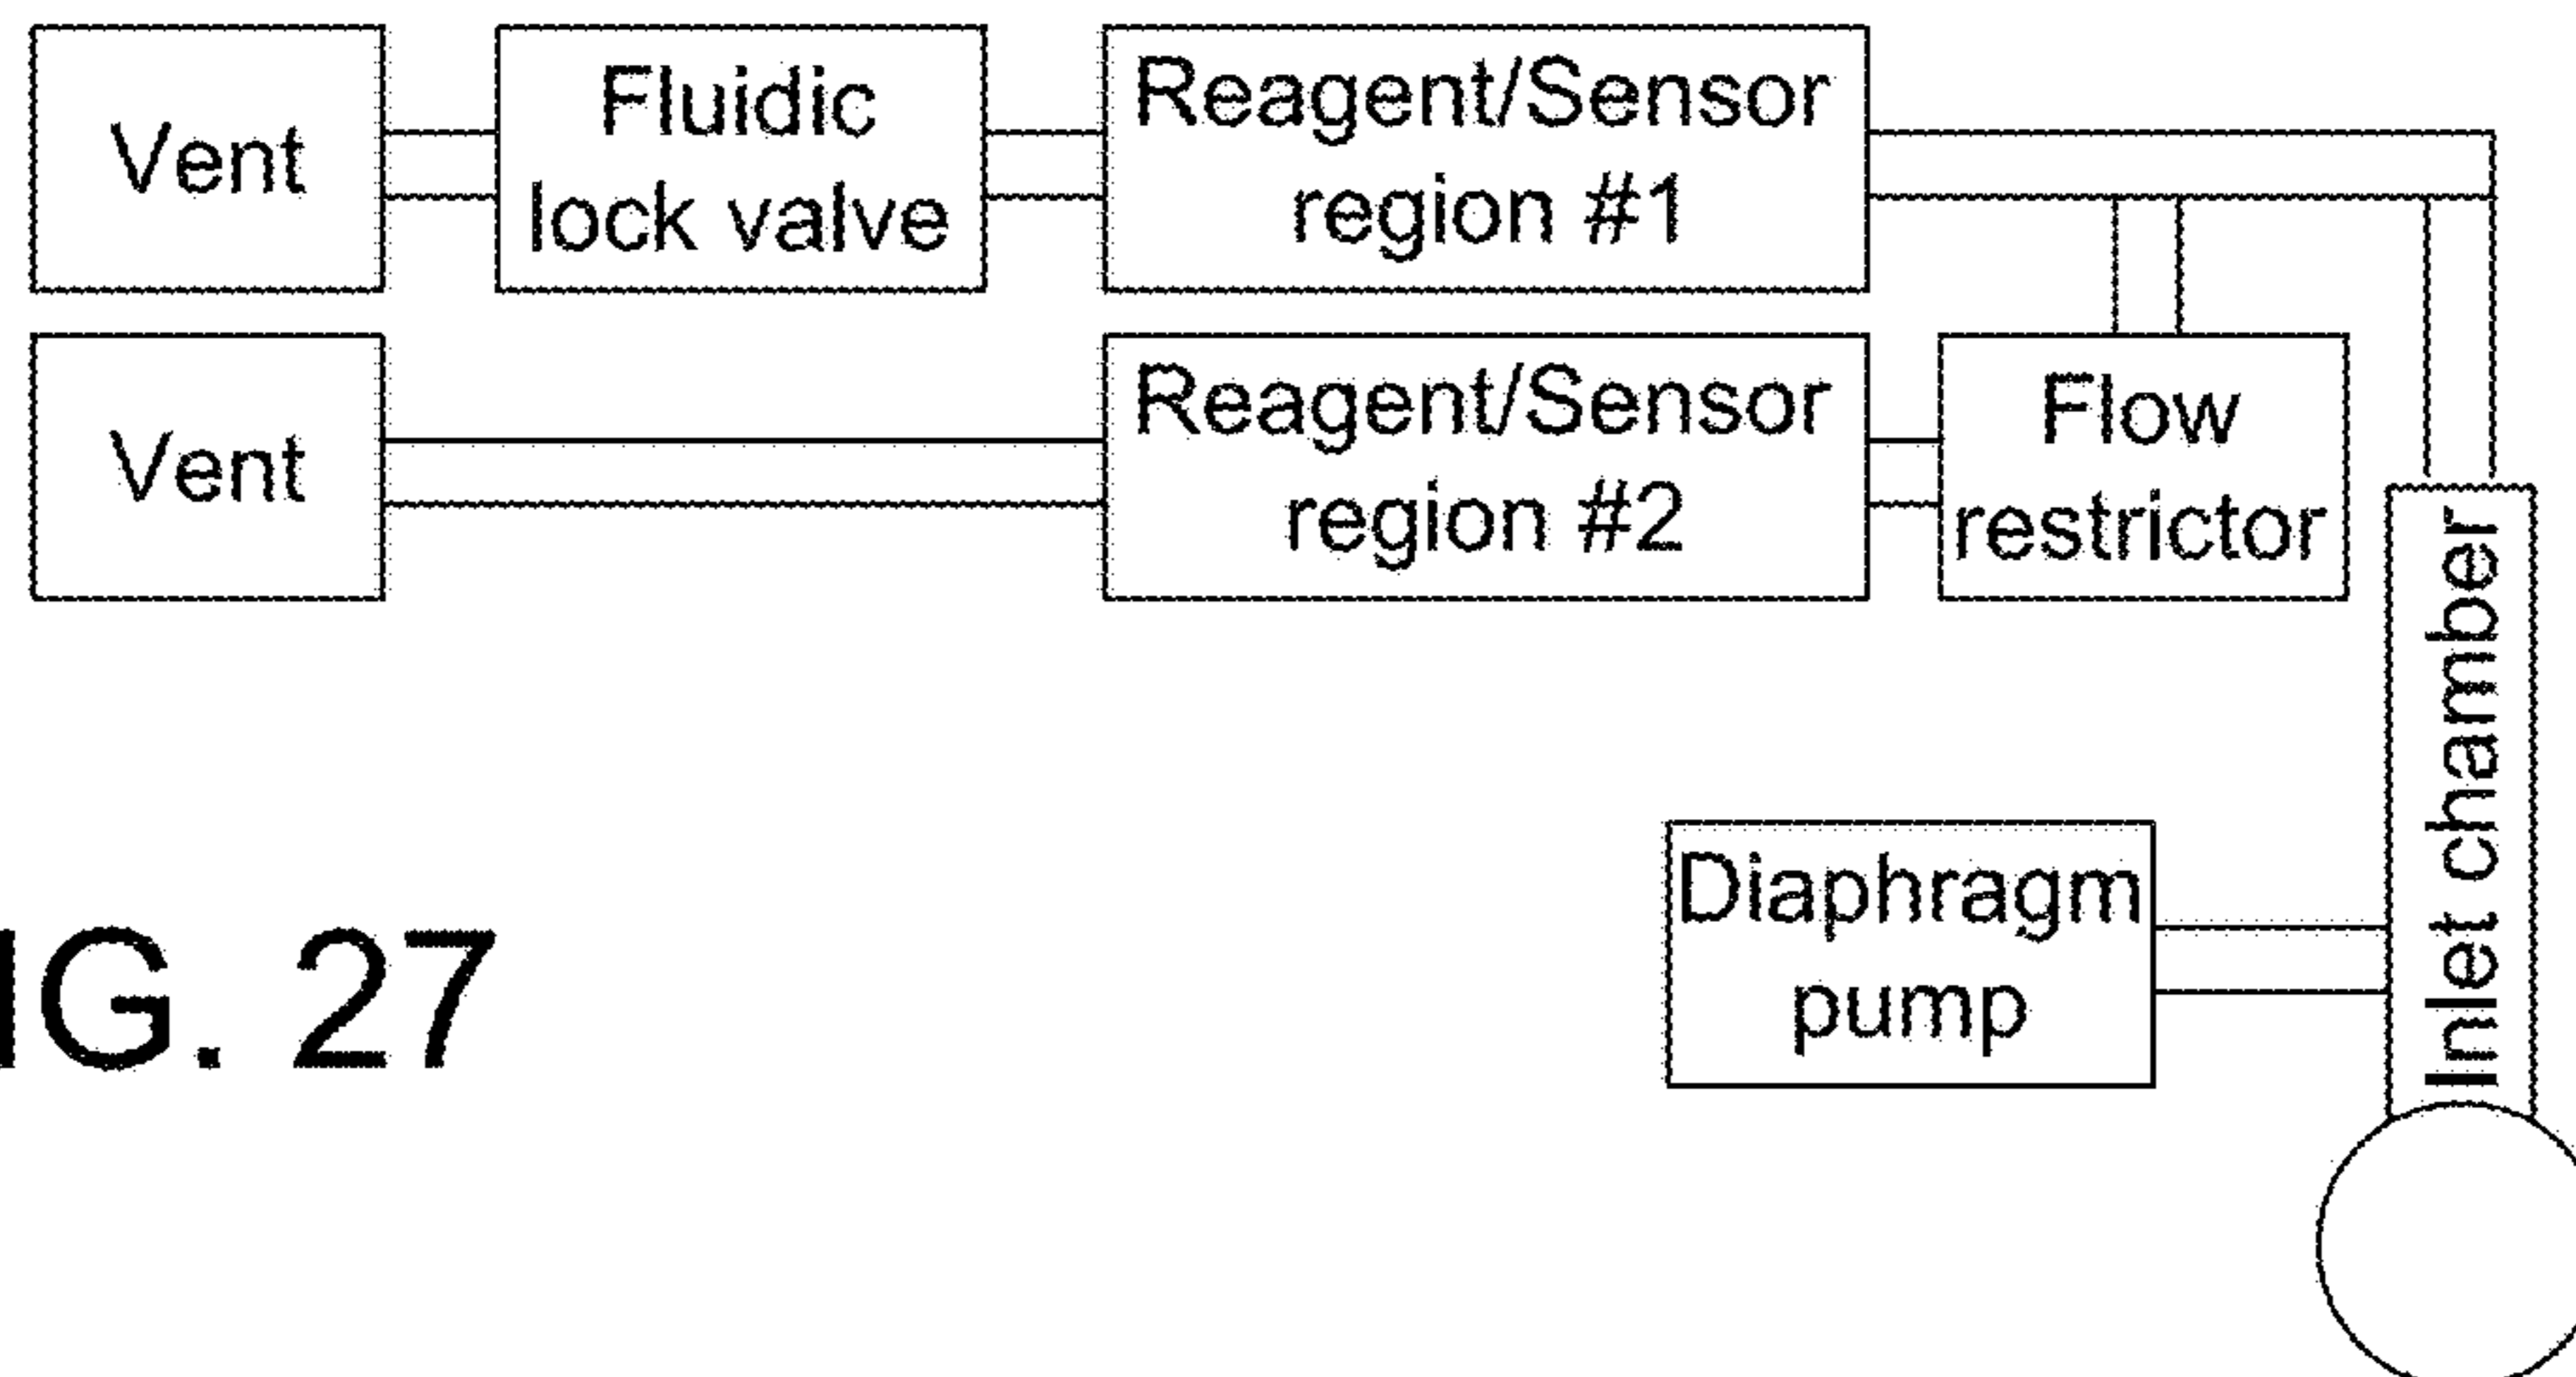 Vent
Fluidic
lock valve
Reagent/Sensor
region #1
Vent
Reagent/Sensor
region #2
Flow
restrictor
Inlet chamber
Diaphragm
pump
IG. 27